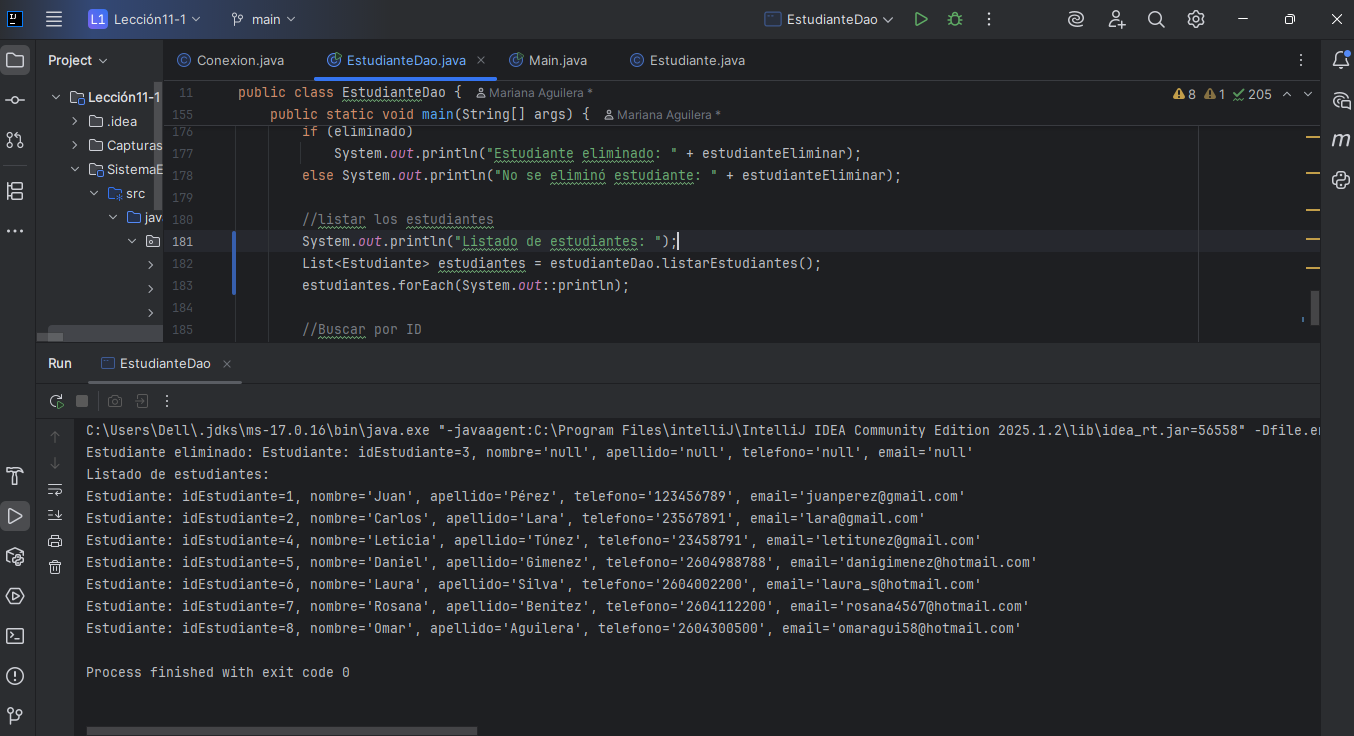 L1 Lección11-1 main EstudianteDao
Project Conexion.java EstudianteDao.java Main.java Estudiante.java
Lección11-1
.idea
Capturas
SistemaE
src
jav
11 public class EstudianteDao { Mariana Aguilera *
8 1 205
155 public static void main(String[] args) { Mariana Aguilera *
176 if (eliminado)
177 System.out.println("Estudiante eliminado: " + estudianteEliminar);
178 else System.out.println("No se eliminó estudiante: " + estudianteEliminar);
179
180 //listar los estudiantes
181 System.out.println("Listado de estudiantes: ");
182 List<Estudiante> estudiantes = estudianteDao.listarEstudiantes();
183 estudiantes.forEach(System.out::println);
184
185 //Buscar por ID
Run EstudianteDao
C:\Users\Dell\.jdks\ms-17.0.16\bin\java.exe "-javaagent:C:\Program Files\intelliJ\IntelliJ IDEA Community Edition 2025.1.2\lib\idea_rt.jar=56558" -Dfile.en
Estudiante eliminado: Estudiante: idEstudiante=3, nombre='null', apellido='null', telefono='null', email='null'
Listado de estudiantes:
Estudiante: idEstudiante=1, nombre='Juan', apellido='Pérez', telefono='123456789', email='juanperez@gmail.com'
Estudiante: idEstudiante=2, nombre='Carlos', apellido='Lara', telefono='23567891', email='lara@gmail.com'
Estudiante: idEstudiante=4, nombre='Leticia', apellido='Túnez', telefono='23458791', email='letitunez@gmail.com'
Estudiante: idEstudiante=5, nombre='Daniel', apellido='Gimenez', telefono='2604988788', email='danigimenez@hotmail.com'
Estudiante: idEstudiante=6, nombre='Laura', apellido='Silva', telefono='2604002200', email='laura_s@hotmail.com'
Estudiante: idEstudiante=7, nombre='Rosana', apellido='Benitez', telefono='2604112200', email='rosana4567@hotmail.com'
Estudiante: idEstudiante=8, nombre='Omar', apellido='Aguilera', telefono='2604300500', email='omaragui58@hotmail.com'
Process finished with exit code 0